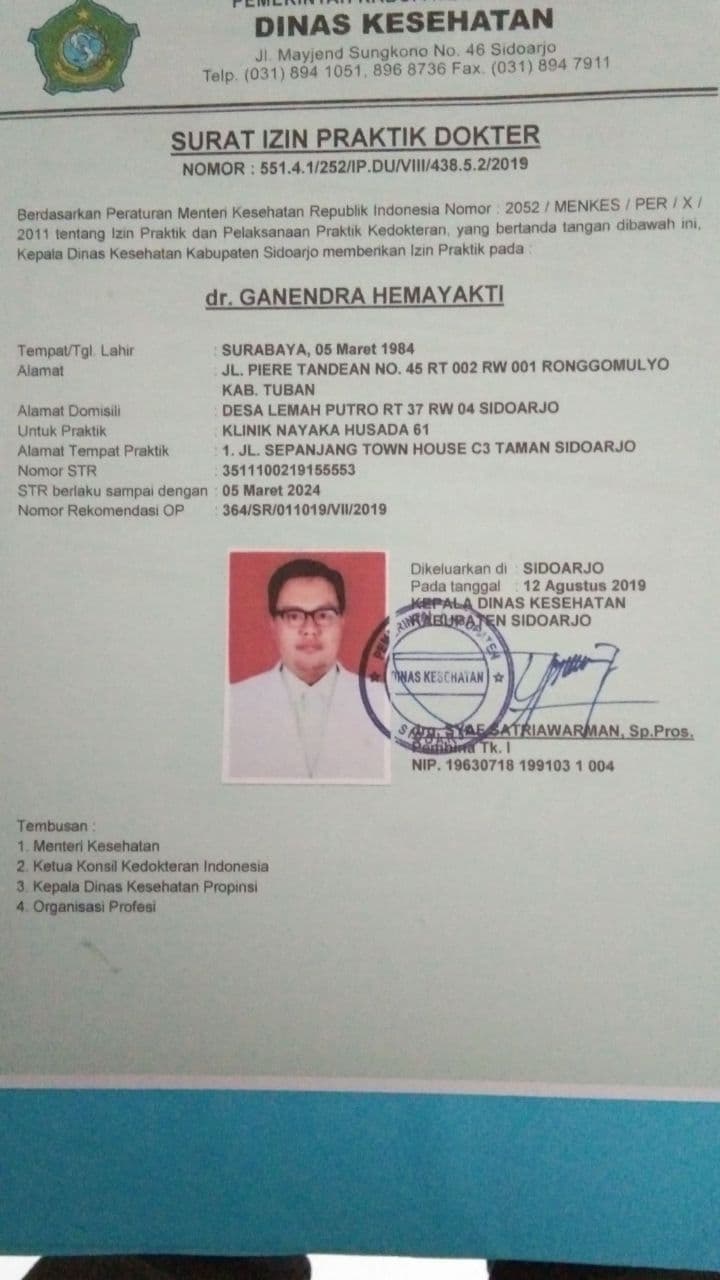 DINAS KESEHATAN
Jl. Mayjend Sungkono No. 46 Sidoarjo
Telp. (031) 894 1051, 896 8736 Fax. (031) 894 7911
SURAT IZIN PRAKTIK DOKTER
NOMOR : 551.4.1/252/IP.DU/VIII/438.5.2/2019
Berdasarkan Peraturan Menteri Kesehatan Republik Indonesia Nomor : 2052 / MENKES / PER / X /
2011 tentang Izin Praktik dan Pelaksanaan Praktik Kedokteran, yang bertanda tangan dibawah ini,
Kepala Dinas Kesehatan Kabupaten Sidoarjo memberikan Izin Praktik pada :
dr. GANENDRA HEMAYAKTI
Tempat/Tgl. Lahir : SURABAYA, 05 Maret 1984
Alamat : JL. PIERE TANDEAN NO. 45 RT 002 RW 001 RONGGOMULYO
KAB. TUBAN
Alamat Domisili : DESA LEMAH PUTRO RT 37 RW 04 SIDOARJO
Untuk Praktik : KLINIK NAYAKA HUSADA 61
Alamat Tempat Praktik : 1. JL. SEPANJANG TOWN HOUSE C3 TAMAN SIDOARJO
Nomor STR : 3511100219155553
STR berlaku sampai dengan : 05 Maret 2024
Nomor Rekomendasi OP : 364/SR/011019/VII/2019
Dikeluarkan di : SIDOARJO
Pada tanggal : 12 Agustus 2019
KEPALA DINAS KESEHATAN
KABUPATEN SIDOARJO
DINAS KESEHATAN
drg. SYAF SATRIAWARMAN, Sp.Pros.
Pembina Tk. I
NIP. 19630718 199103 1 004
Tembusan :
1. Menteri Kesehatan
2. Ketua Konsil Kedokteran Indonesia
3. Kepala Dinas Kesehatan Propinsi
4. Organisasi Profesi